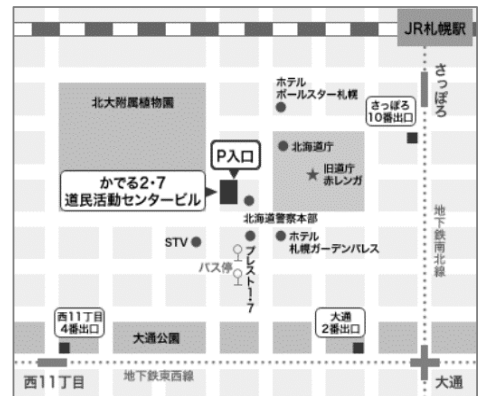 JR札幌駅
さっぽろ
ホテル
ポールスター札幌
北大附属植物園
さっぽろ
10番出口
P入口
北海道庁
旧道庁
赤レンガ
かでる2・7
道民活動センタービル
北海道警察本部
地下鉄南北線
STV
ホテル
札幌ガーデンパレス
バス停
プレスト1・7
西11丁目
4番出口
大通公園
大通
2番出口
西11丁目
地下鉄東西線
大通